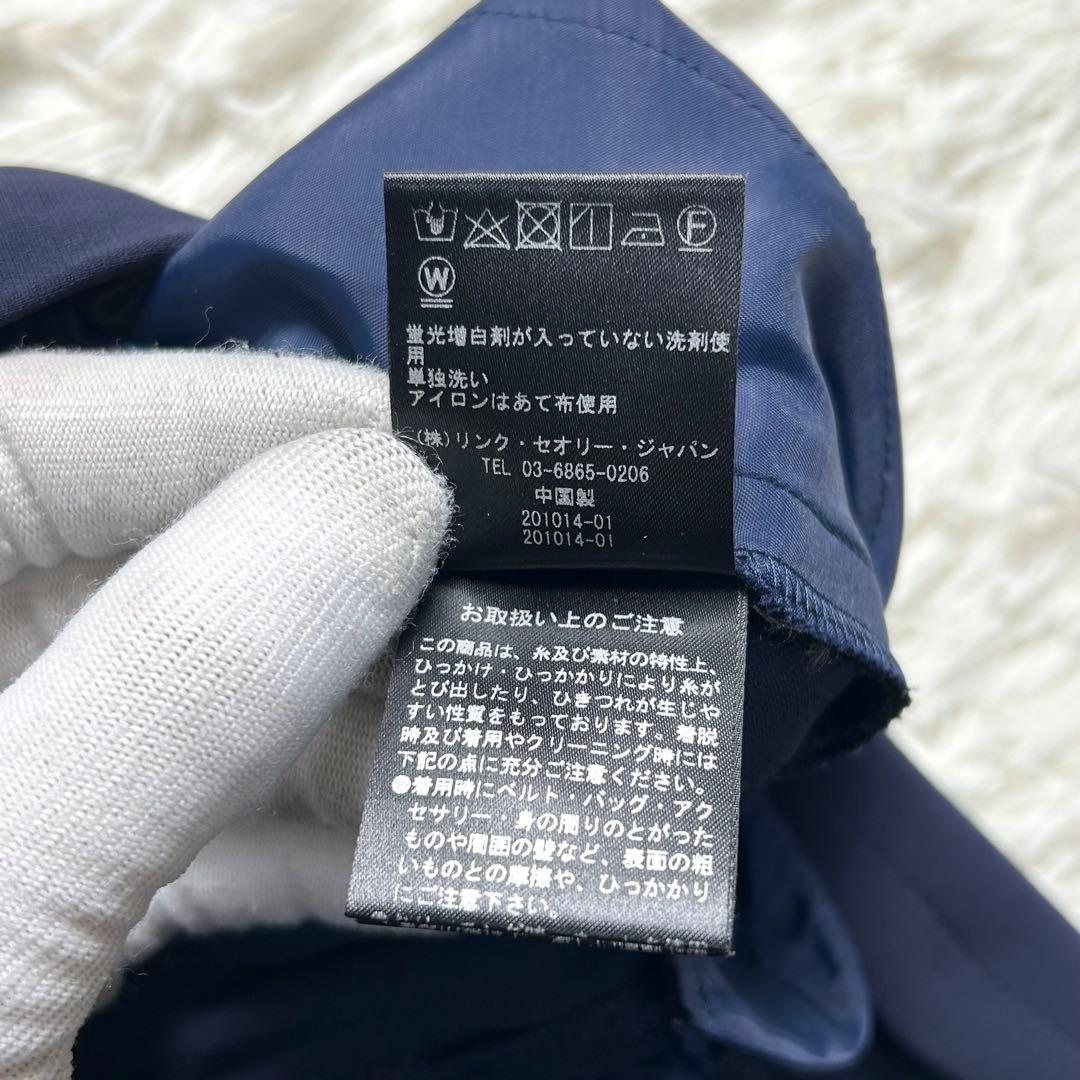 F
W
蛍光増白剤が入っていない洗剤使
用
単独洗い
アイロンはあて布使用
(株)リンク・セオリー・ジャパン
TEL 03-6865-0206
中国製
201014-01
201014-01
お取扱い上のご注意
この商品は、糸及び素材の特性上、
ひっかけ・ひっかかりにより糸が
とび出したり、ひきつれが生じや
すい性質をもっております。着脱
時及び着用やクリーニング時には
下記の点に充分ご注意ください。
●着用時にベルト・バッグ・アク
セサリー・身の周りのとがった
ものや周囲の壁など、表面の粗
いものとの摩擦や、ひっかかり
にご注意下さい。